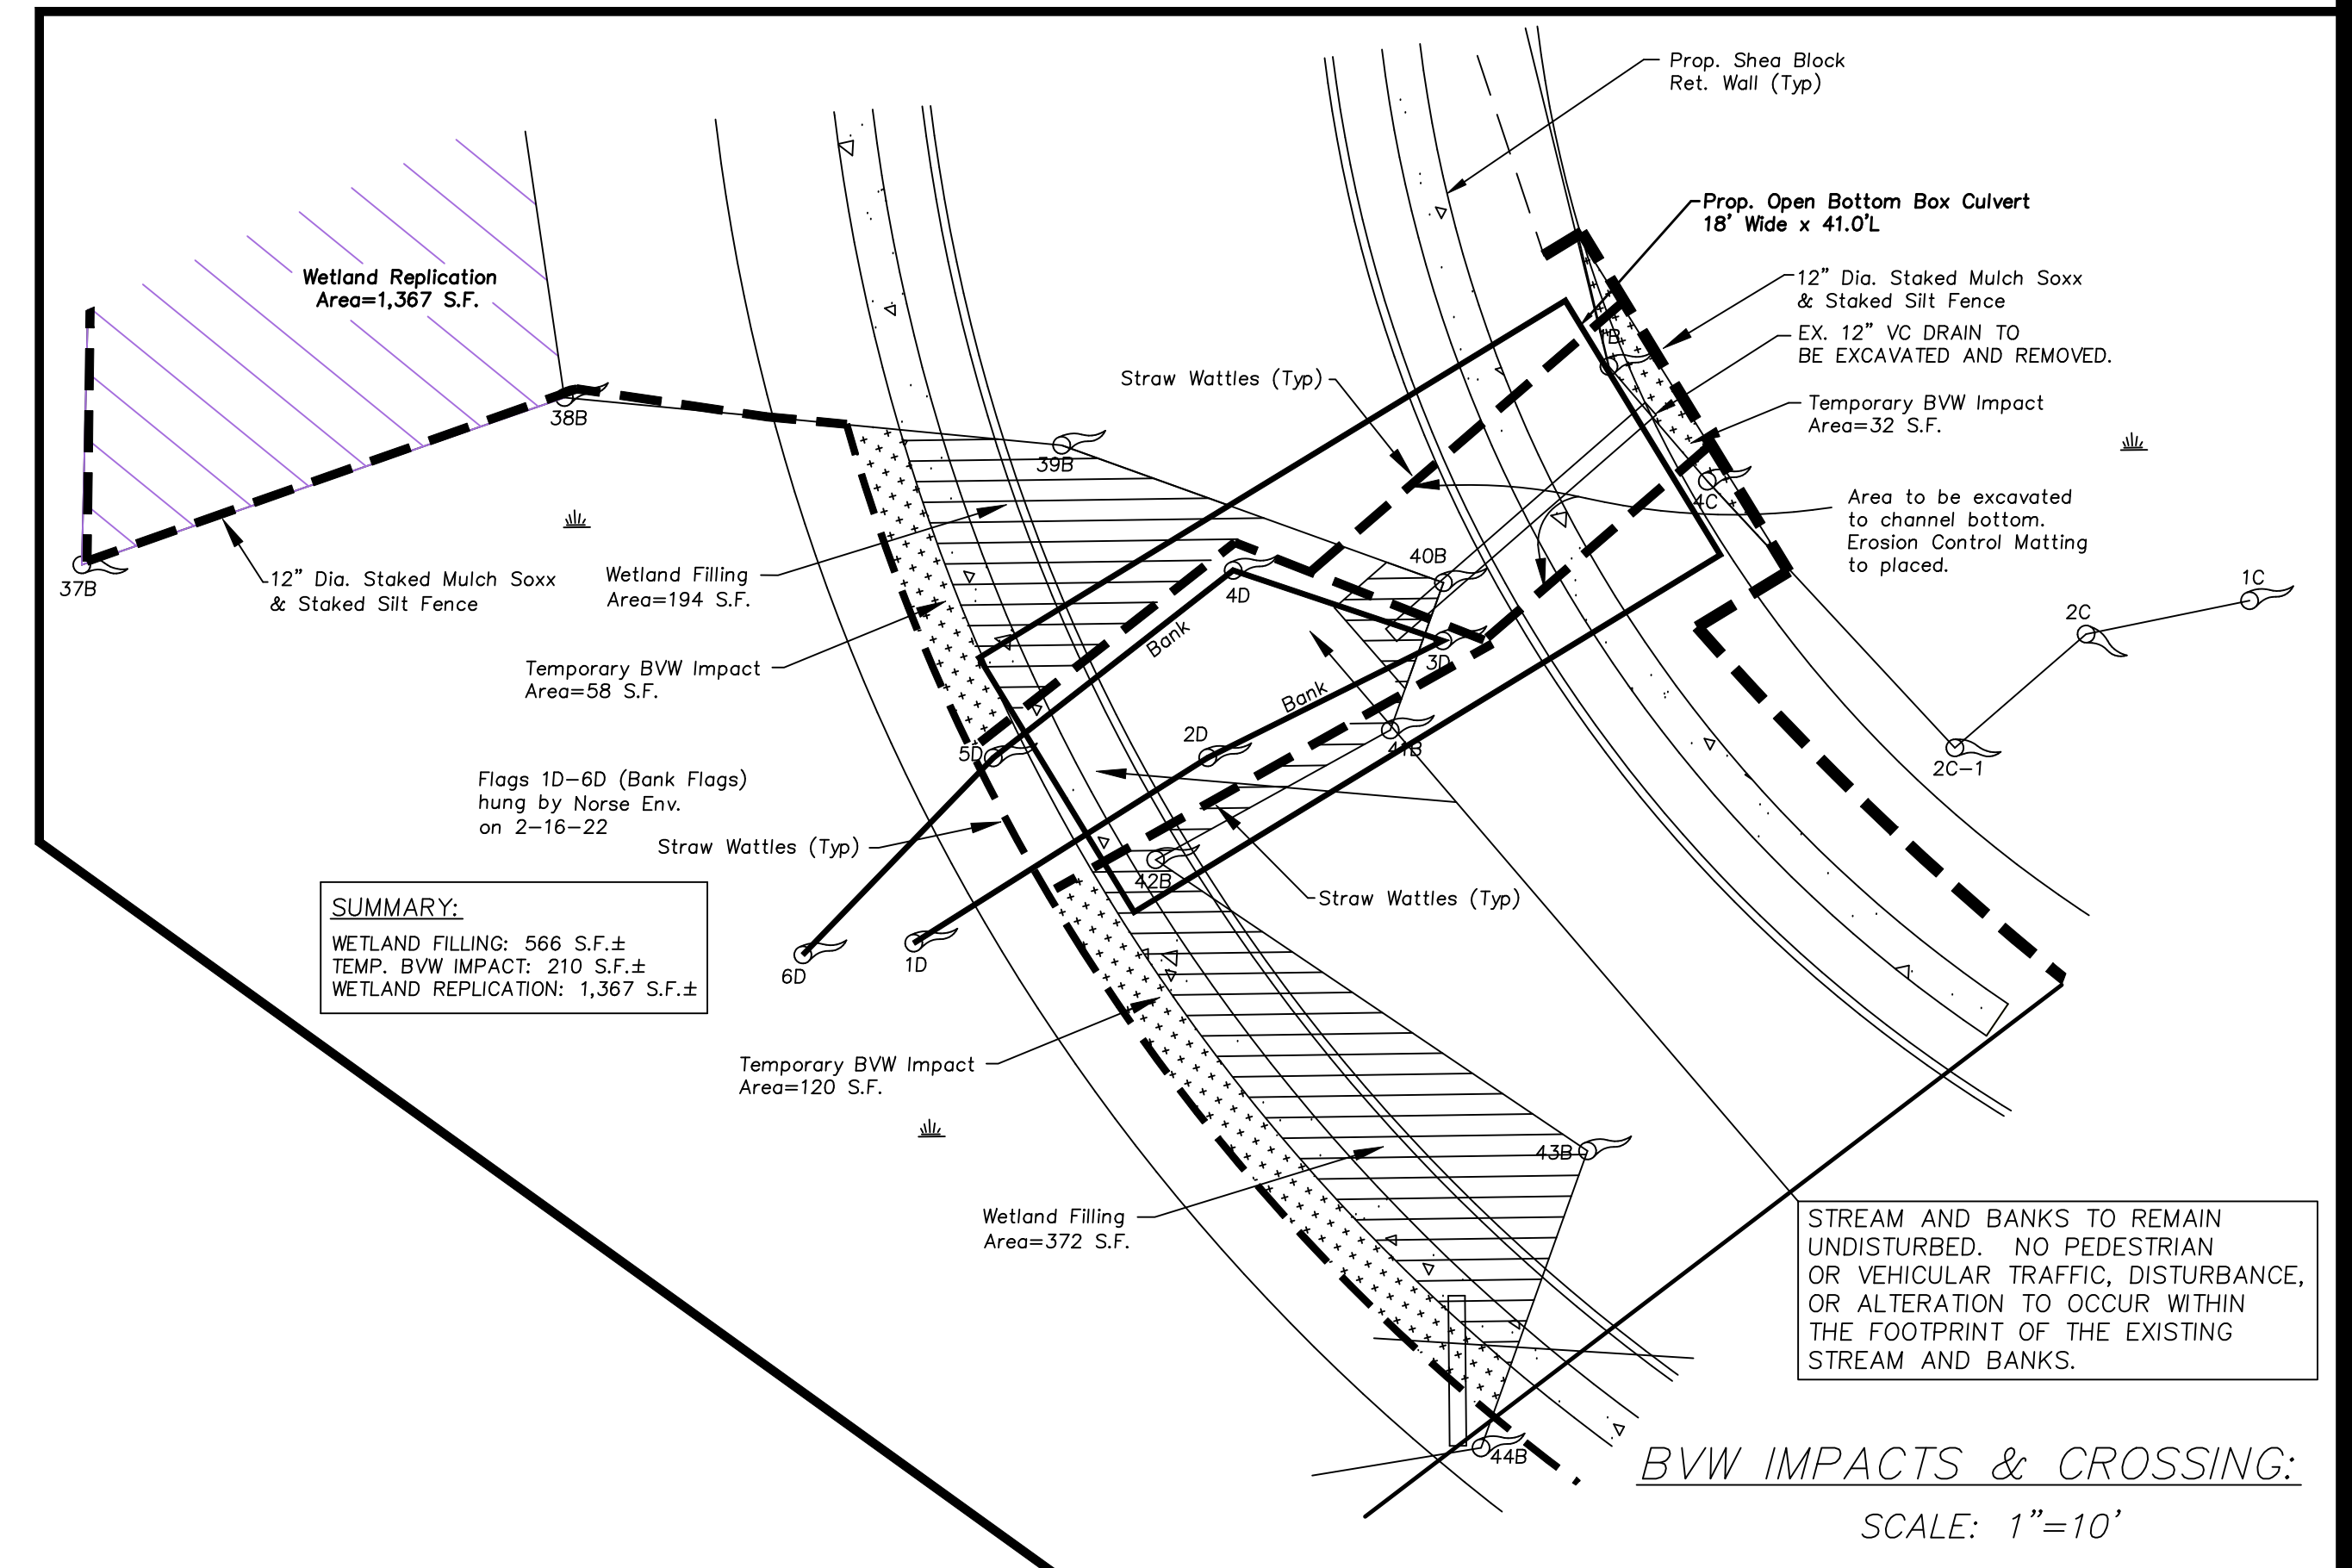 Prop. Shea Block
Ret. Wall (Typ)
Prop. Open Bottom Box Culvert
18' Wide x 41.0'L
12" Dia. Staked Mulch Soxx
& Staked Silt Fence
EX. 12" VC DRAIN TO
BE EXCAVATED AND REMOVED.
Temporary BVW Impact
Area=32 S.F.
Area to be excavated
to channel bottom.
Erosion Control Matting
to placed.
Wetland Replication
Area=1,367 S.F.
Straw Wattles (Typ)
38B
39B
4C
40B
37B
12" Dia. Staked Mulch Soxx
& Staked Silt Fence
Wetland Filling
Area=194 S.F.
4D
Bank
3D
1C
2C
2C-1
Temporary BVW Impact
Area=58 S.F.
Bank
2D
41B
5D
Flags 1D-6D (Bank Flags)
hung by Norse Env.
on 2-16-22
Straw Wattles (Typ)
42B
Straw Wattles (Typ)
6D
1D
SUMMARY:
WETLAND FILLING: 566 S.F.±
TEMP. BVW IMPACT: 210 S.F.±
WETLAND REPLICATION: 1,367 S.F.±
Temporary BVW Impact
Area=120 S.F.
43B
Wetland Filling
Area=372 S.F.
44B
STREAM AND BANKS TO REMAIN
UNDISTURBED. NO PEDESTRIAN
OR VEHICULAR TRAFFIC, DISTURBANCE,
OR ALTERATION TO OCCUR WITHIN
THE FOOTPRINT OF THE EXISTING
STREAM AND BANKS.
BVW IMPACTS & CROSSING:
SCALE: 1"=10'